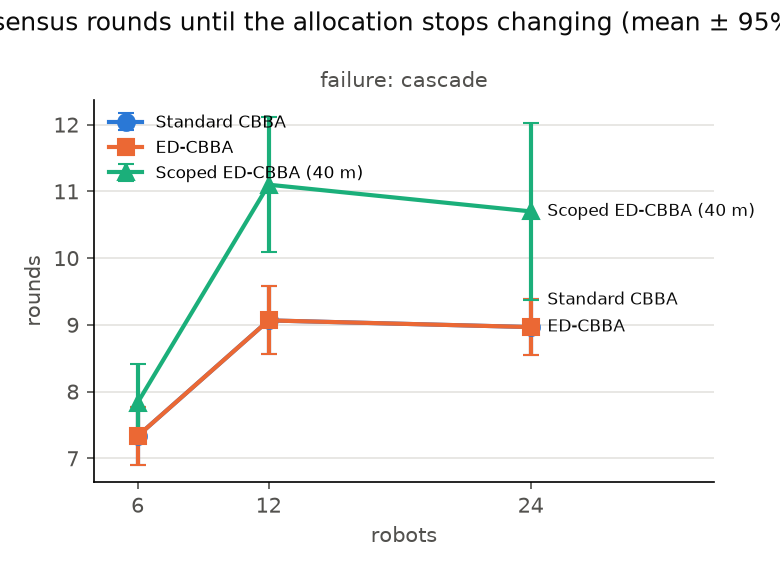 sensus rounds until the allocation stops changing (mean ± 95%
failure: cascade
Standard CBBA
ED-CBBA
Scoped ED-CBBA (40 m)
12
11
10
9
8
7
rounds
Scoped ED-CBBA (40 m)
Standard CBBA
ED-CBBA
6 12 24
robots